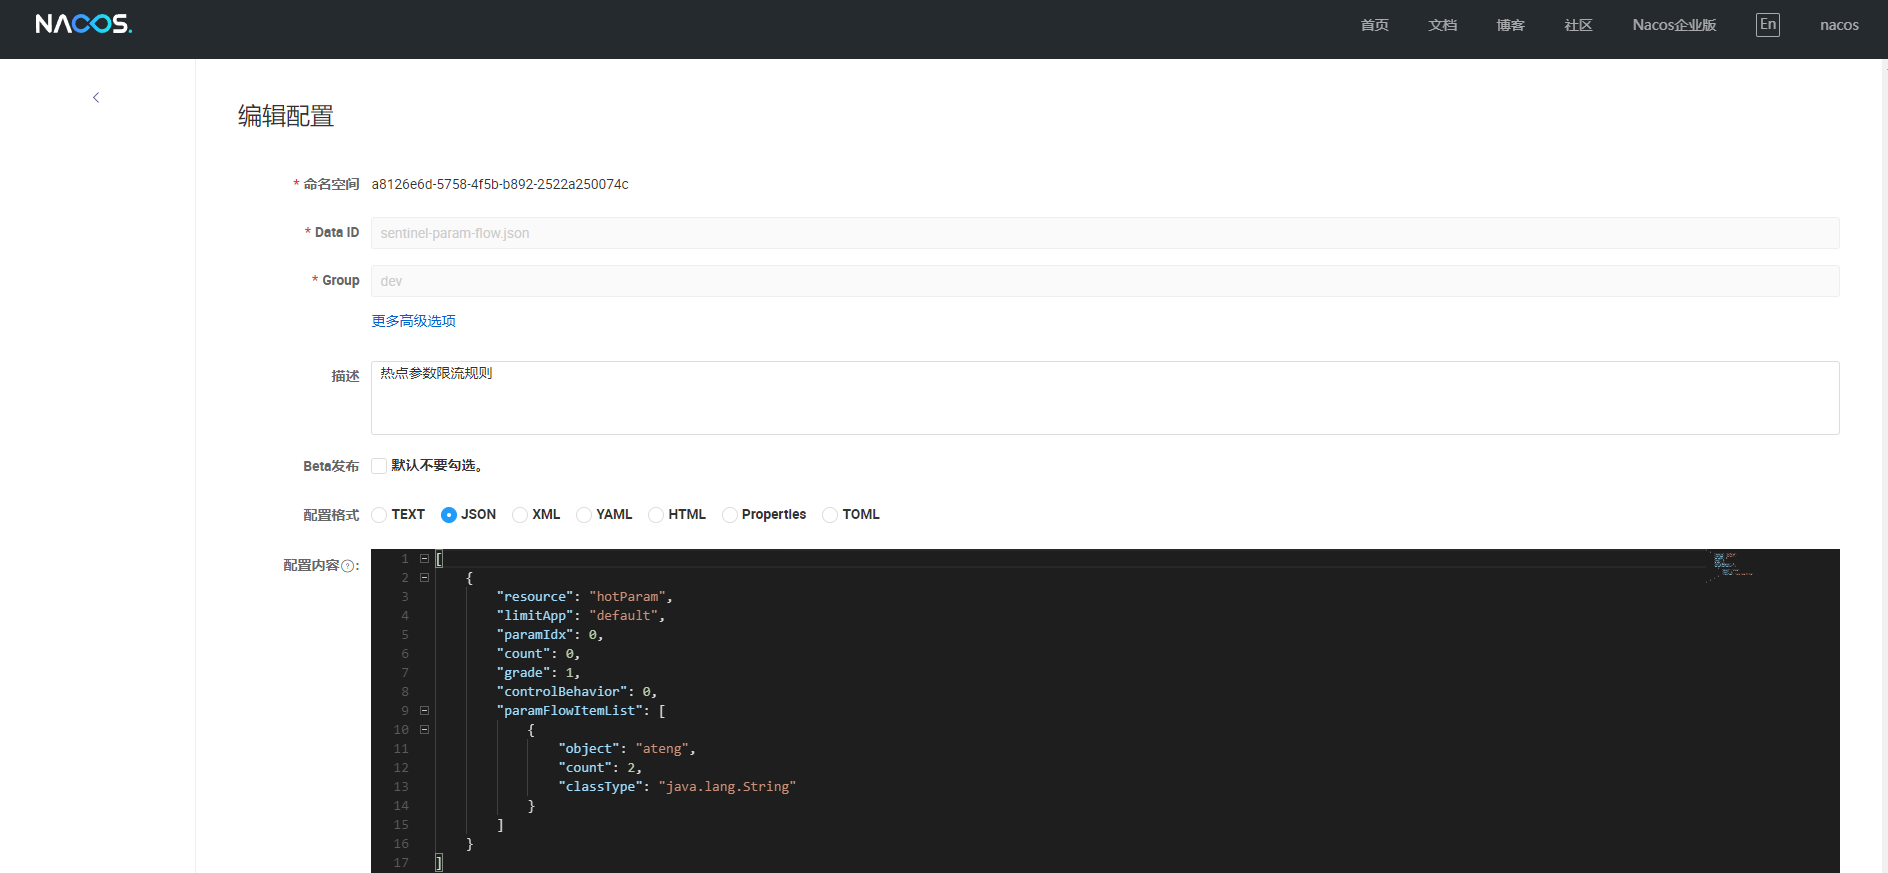 NACOS.
首页 文档 博客 社区 Nacos企业版 En nacos
编辑配置
* 命名空间 a8126e6d-5758-4f5b-b892-2522a250074c
* Data ID sentinel-param-flow.json
* Group dev
更多高级选项
描述 热点参数限流规则
Beta发布 默认不要勾选。
配置格式 TEXT JSON XML YAML HTML Properties TOML
配置内容?:
1 [
2 {
3 "resource": "hotParam",
4 "limitApp": "default",
5 "paramIdx": 0,
6 "count": 0,
7 "grade": 1,
8 "controlBehavior": 0,
9 "paramFlowItemList": [
10 {
11 "object": "ateng",
12 "count": 2,
13 "classType": "java.lang.String"
14 }
15 ]
16 }
17 ]